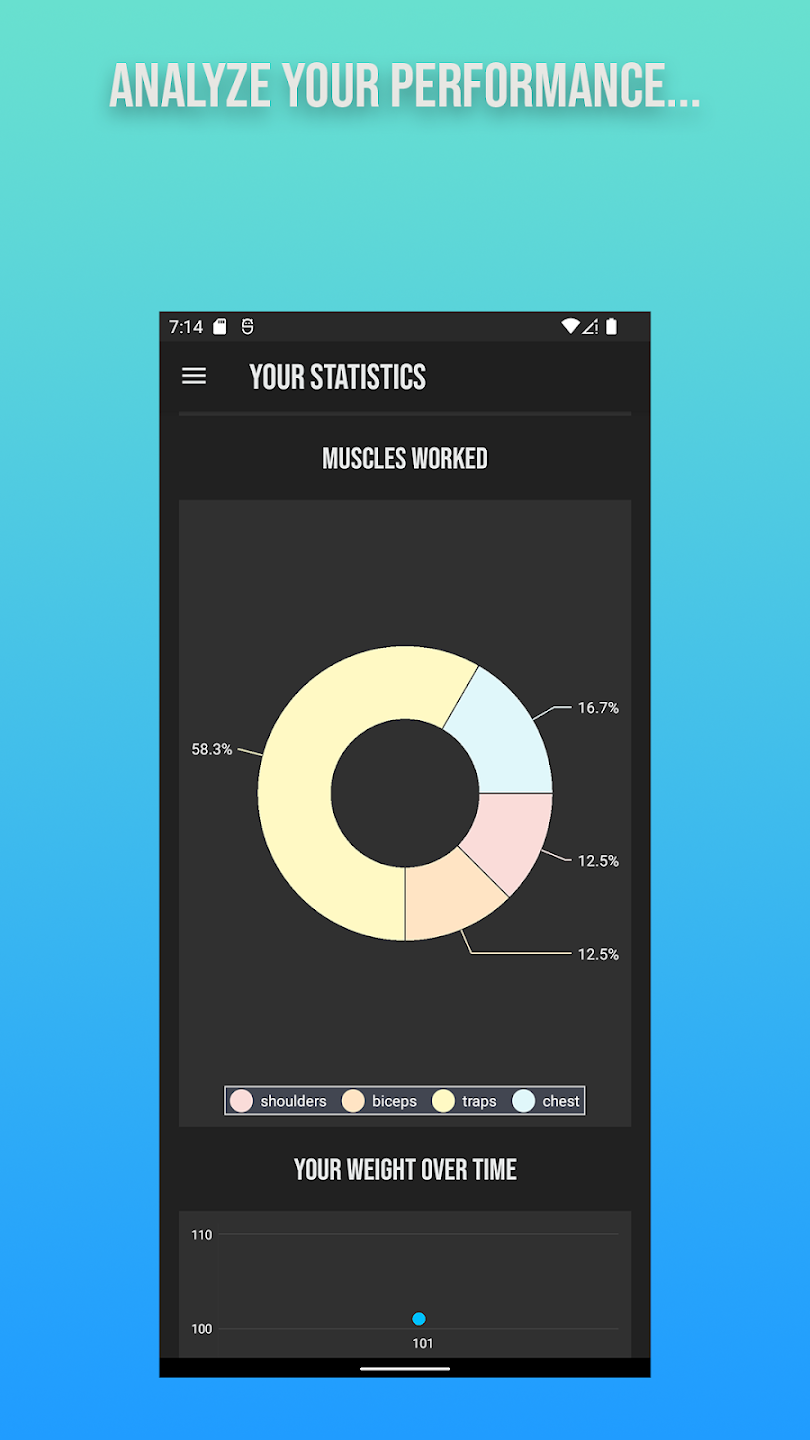 ANALYZE YOUR PERFORMANCE...
7:14
YOUR STATISTICS
MUSCLES WORKED
16.7%
58.3%
12.5%
12.5%
shoulders biceps traps chest
YOUR WEIGHT OVER TIME
110
100
101